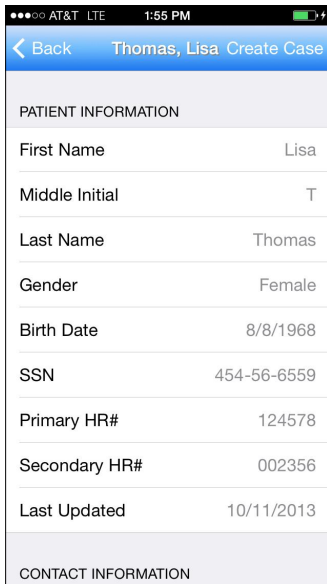 AT&T LTE 1:55 PM
Back Thomas, Lisa Create Case
PATIENT INFORMATION
First Name Lisa
Middle Initial T
Last Name Thomas
Gender Female
Birth Date 8/8/1968
SSN 454-56-6559
Primary HR# 124578
Secondary HR# 002356
Last Updated 10/11/2013
CONTACT INFORMATION